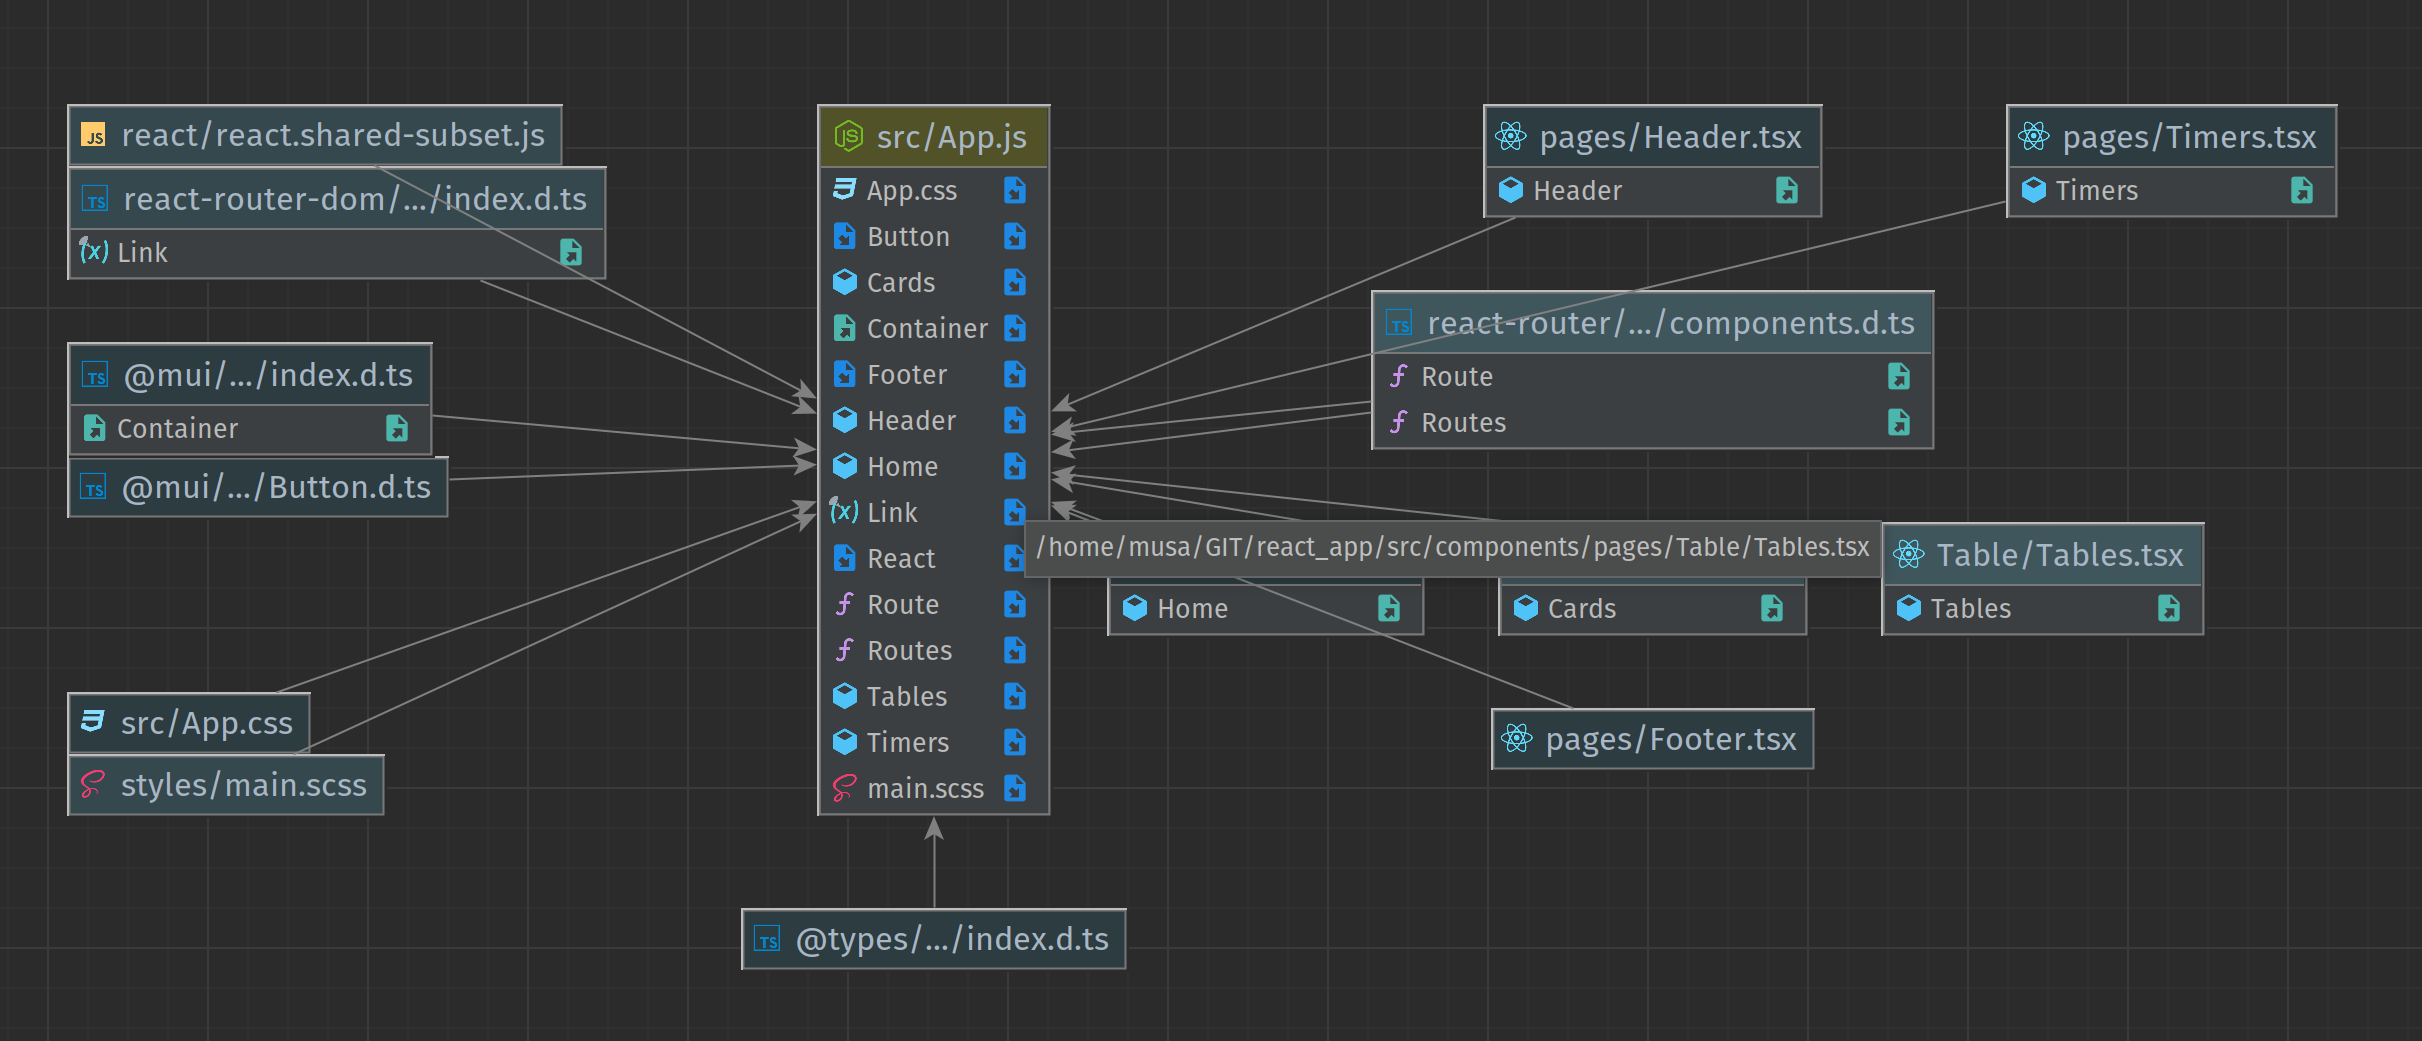 react/react.shared-subset.js
react-router-dom/.../index.d.ts
Link
@mui/.../index.d.ts
Container
@mui/.../Button.d.ts
src/App.css
styles/main.scss
src/App.js
App.css
Button
Cards
Container
Footer
Header
Home
Link
React
Route
Routes
Tables
Timers
main.scss
@types/.../index.d.ts
pages/Header.tsx
Header
pages/Timers.tsx
Timers
react-router/.../components.d.ts
Route
Routes
/home/musa/GIT/react_app/src/components/pages/Table/Tables.tsx
Home
Cards
Table/Tables.tsx
Tables
pages/Footer.tsx